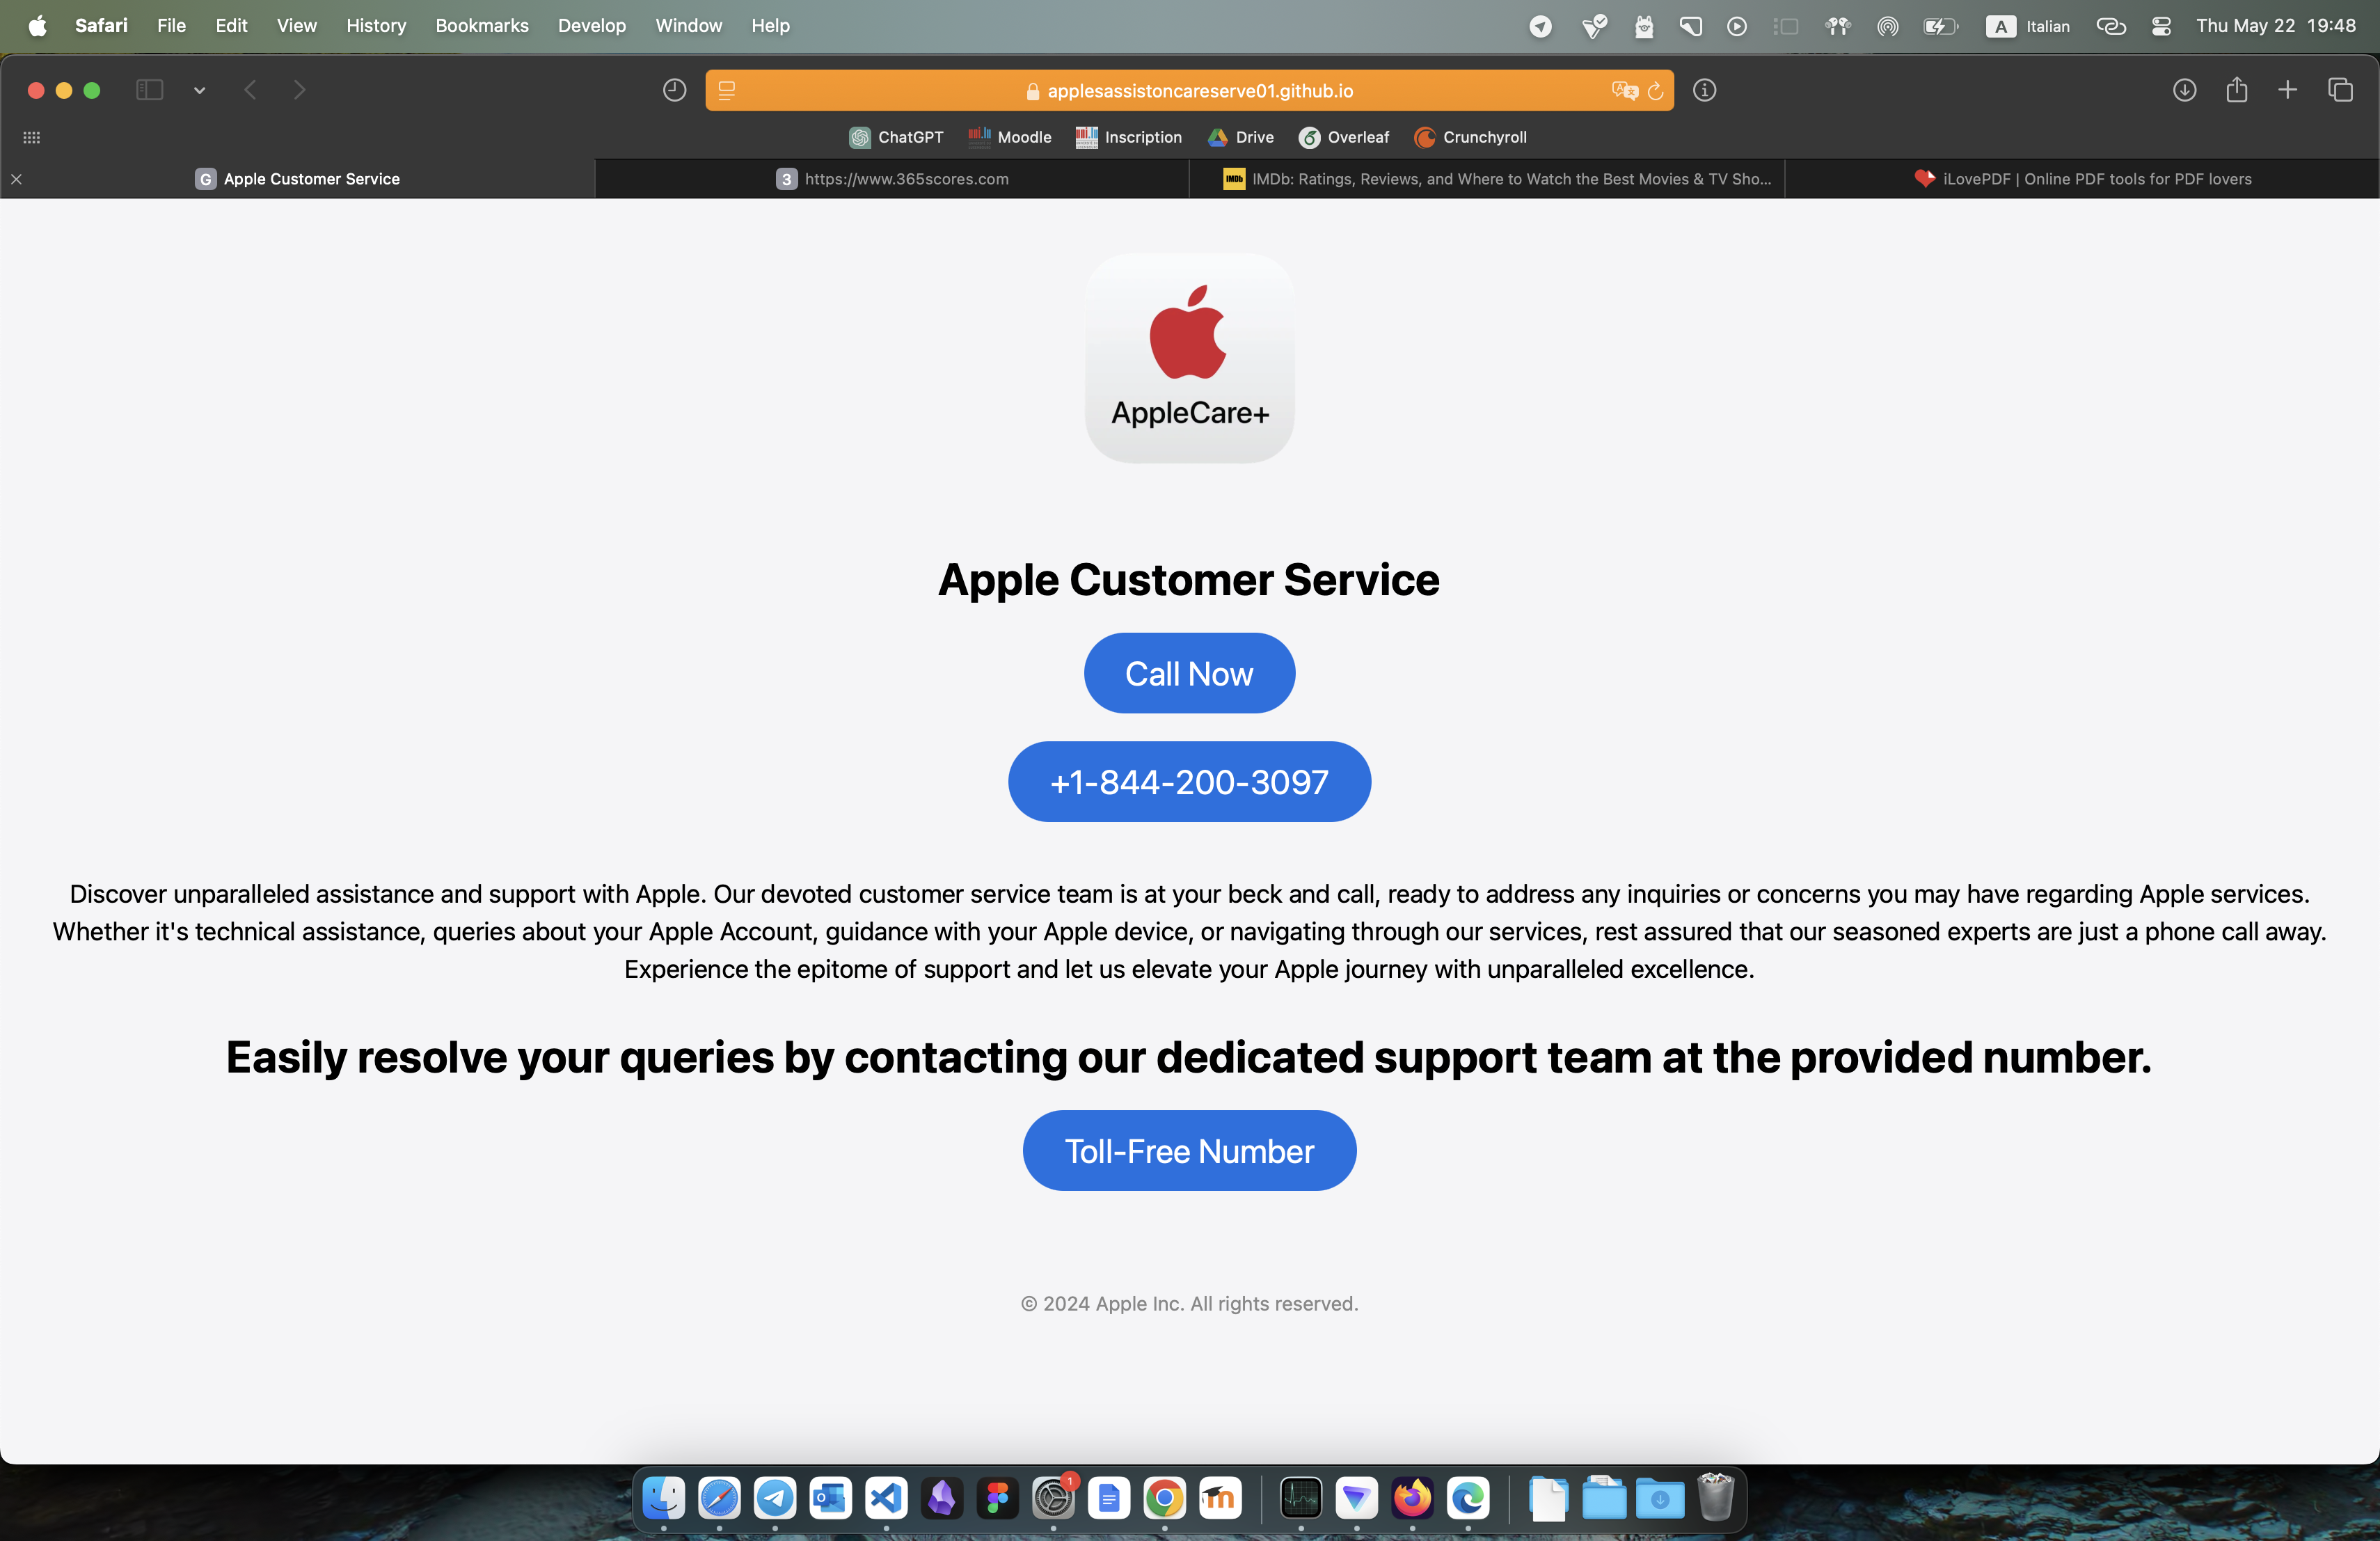 Safari File Edit View History Bookmarks Develop Window Help A Italian Thu May 22 19:48
applesassistoncareserve01.github.io
ChatGPT Moodle Inscription Drive Overleaf Crunchyroll
G Apple Customer Service 3 https://www.365scores.com IMDb IMDb: Ratings, Reviews, and Where to Watch the Best Movies & TV Sho... iLovePDF | Online PDF tools for PDF lovers
AppleCare+
Apple Customer Service
Call Now
+1-844-200-3097
Discover unparalleled assistance and support with Apple. Our devoted customer service team is at your beck and call, ready to address any inquiries or concerns you may have regarding Apple services.
Whether it's technical assistance, queries about your Apple Account, guidance with your Apple device, or navigating through our services, rest assured that our seasoned experts are just a phone call away.
Experience the epitome of support and let us elevate your Apple journey with unparalleled excellence.
Easily resolve your queries by contacting our dedicated support team at the provided number.
Toll-Free Number
© 2024 Apple Inc. All rights reserved.
1